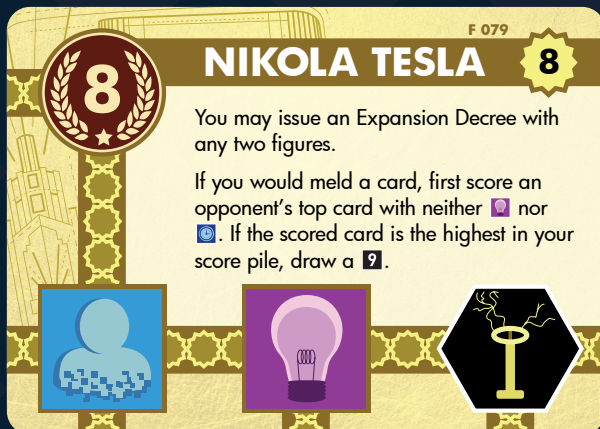 F 079
8
NIKOLA TESLA
8
You may issue an Expansion Decree with
any two figures.
If you would meld a card, first score an
opponent's top card with neither nor
. If the scored card is the highest in your
score pile, draw a 9.